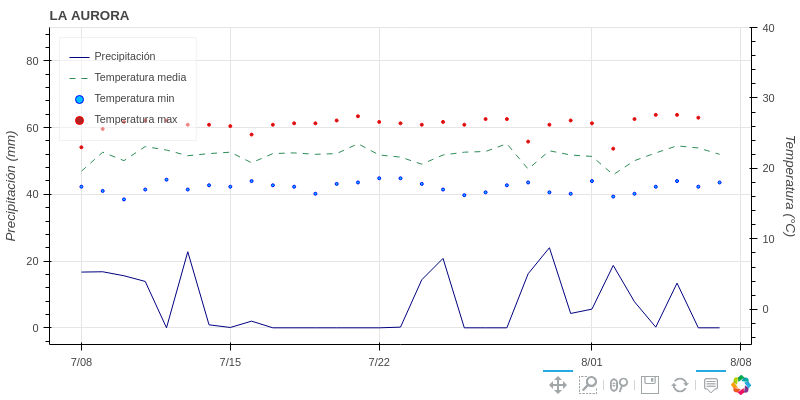 LA AURORA
Precipitación
Temperatura media
Temperatura min
Temperatura max
Precipitación (mm)
80
60
40
20
0
Temperatura (°C)
40
30
20
10
0
7/08
7/15
7/22
8/01
8/08